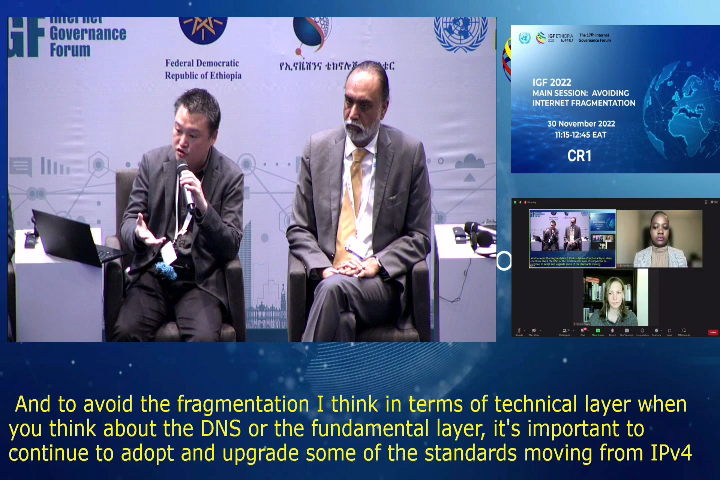 GF Internet
Governance
Forum
Federal Democratic
Republic of Ethiopia
IGF 2022
MAIN SESSION: AVOIDING
INTERNET FRAGMENTATION
30 November 2022
11:15-12:45 EAT
CR1
And to avoid the fragmentation I think in terms of technical layer when
you think about the DNS or the fundamental layer, it's important to
continue to adopt and upgrade some of the standards moving from IPv4